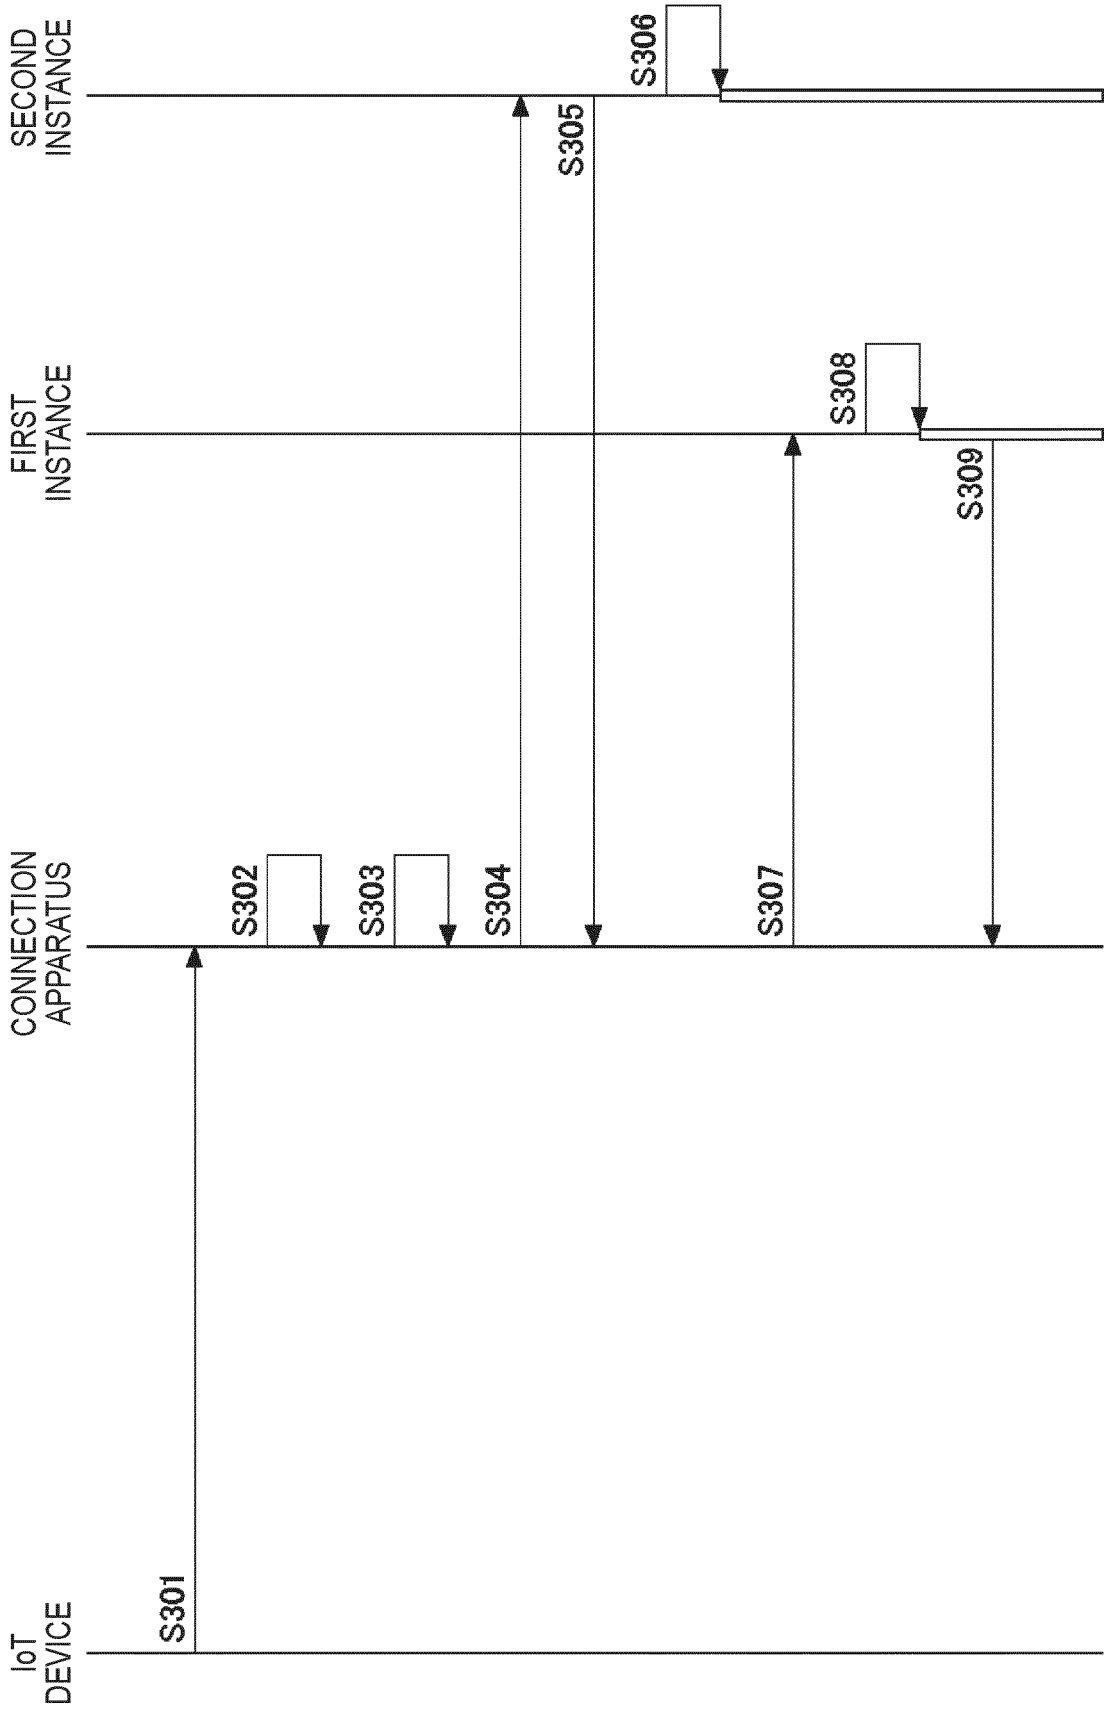 IoT
DEVICE
CONNECTION
APPARATUS
FIRST
INSTANCE
SECOND
INSTANCE
S301
S302
S303
S304
S305
S306
S307
S308
S309